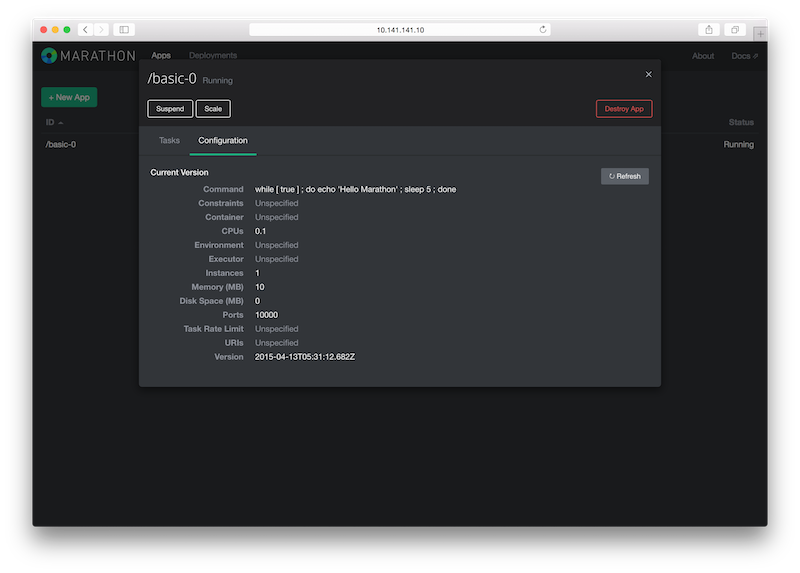 10.141.141.10
MARATHON Apps Deployments About Docs
/basic-0 Running ×
Suspend Scale Destroy App
+ New App
ID Status
/basic-0 Running
Tasks Configuration
Current Version
Refresh
Command while [ true ] ; do echo 'Hello Marathon' ; sleep 5 ; done
Constraints Unspecified
Container Unspecified
CPUs 0.1
Environment Unspecified
Executor Unspecified
Instances 1
Memory (MB) 10
Disk Space (MB) 0
Ports 10000
Task Rate Limit Unspecified
URIs Unspecified
Version 2015-04-13T05:31:12.682Z